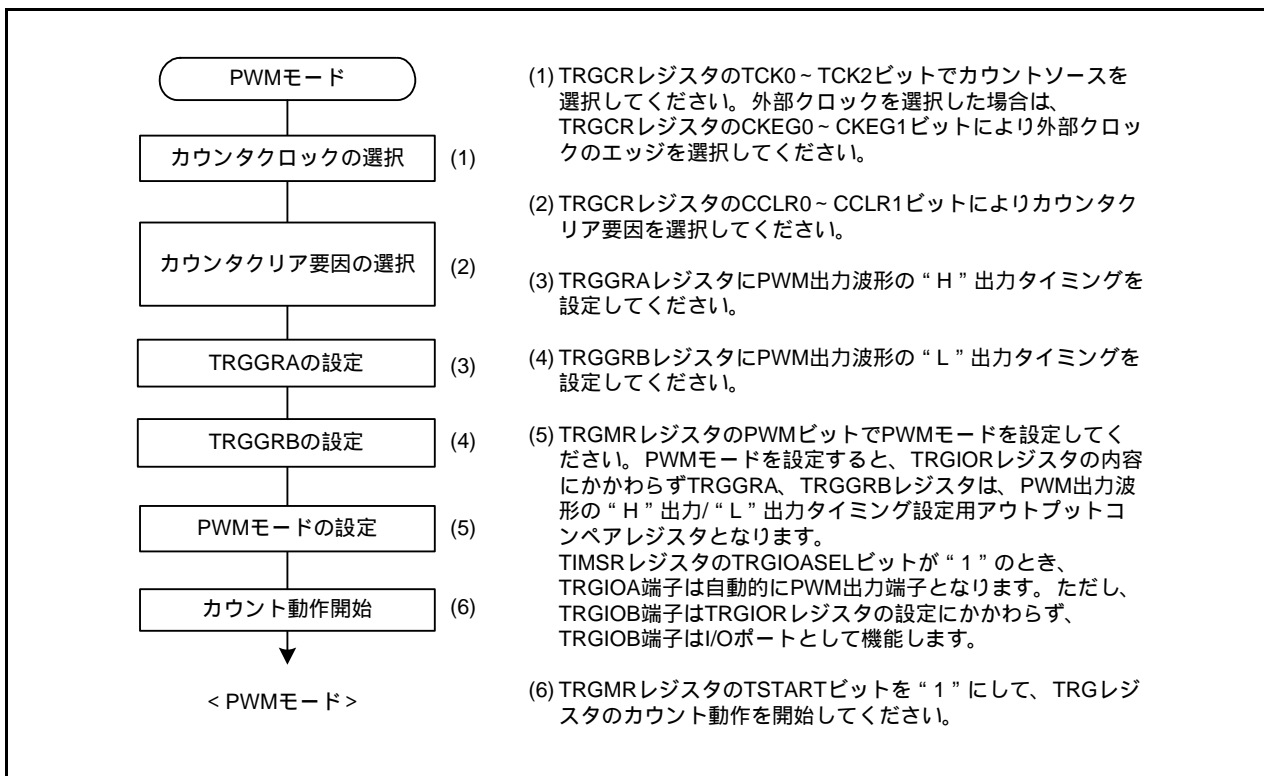 PWMモード
カウンタクロックの選択 (1)
カウンタクリア要因の選択 (2)
TRGGRAの設定 (3)
TRGGRBの設定 (4)
PWMモードの設定 (5)
カウント動作開始 (6)
< PWMモード >
(1) TRGCRレジスタのTCK0~TCK2ビットでカウントソースを
選択してください。外部クロックを選択した場合は、
TRGCRレジスタのCKEG0~CKEG1ビットにより外部クロッ
クのエッジを選択してください。
(2) TRGCRレジスタのCCLR0~CCLR1ビットによりカウンタク
リア要因を選択してください。
(3) TRGGRAレジスタにPWM出力波形の“H”出力タイミングを
設定してください。
(4) TRGGRBレジスタにPWM出力波形の“L”出力タイミングを
設定してください。
(5) TRGMRレジスタのPWMビットでPWMモードを設定してく
ださい。PWMモードを設定すると、TRGIORレジスタの内容
にかかわらずTRGGRA、TRGGRBレジスタは、PWM出力波
形の“H”出力/“L”出力タイミング設定用アウトプットコ
ンペアレジスタとなります。
TIMSRレジスタのTRGIOASELビットが“1”のとき、
TRGIOA端子は自動的にPWM出力端子となります。ただし、
TRGIOB端子はTRGIORレジスタの設定にかかわらず、
TRGIOB端子はI/Oポートとして機能します。
(6) TRGMRレジスタのTSTARTビットを“1”にして、TRGレジ
スタのカウント動作を開始してください。